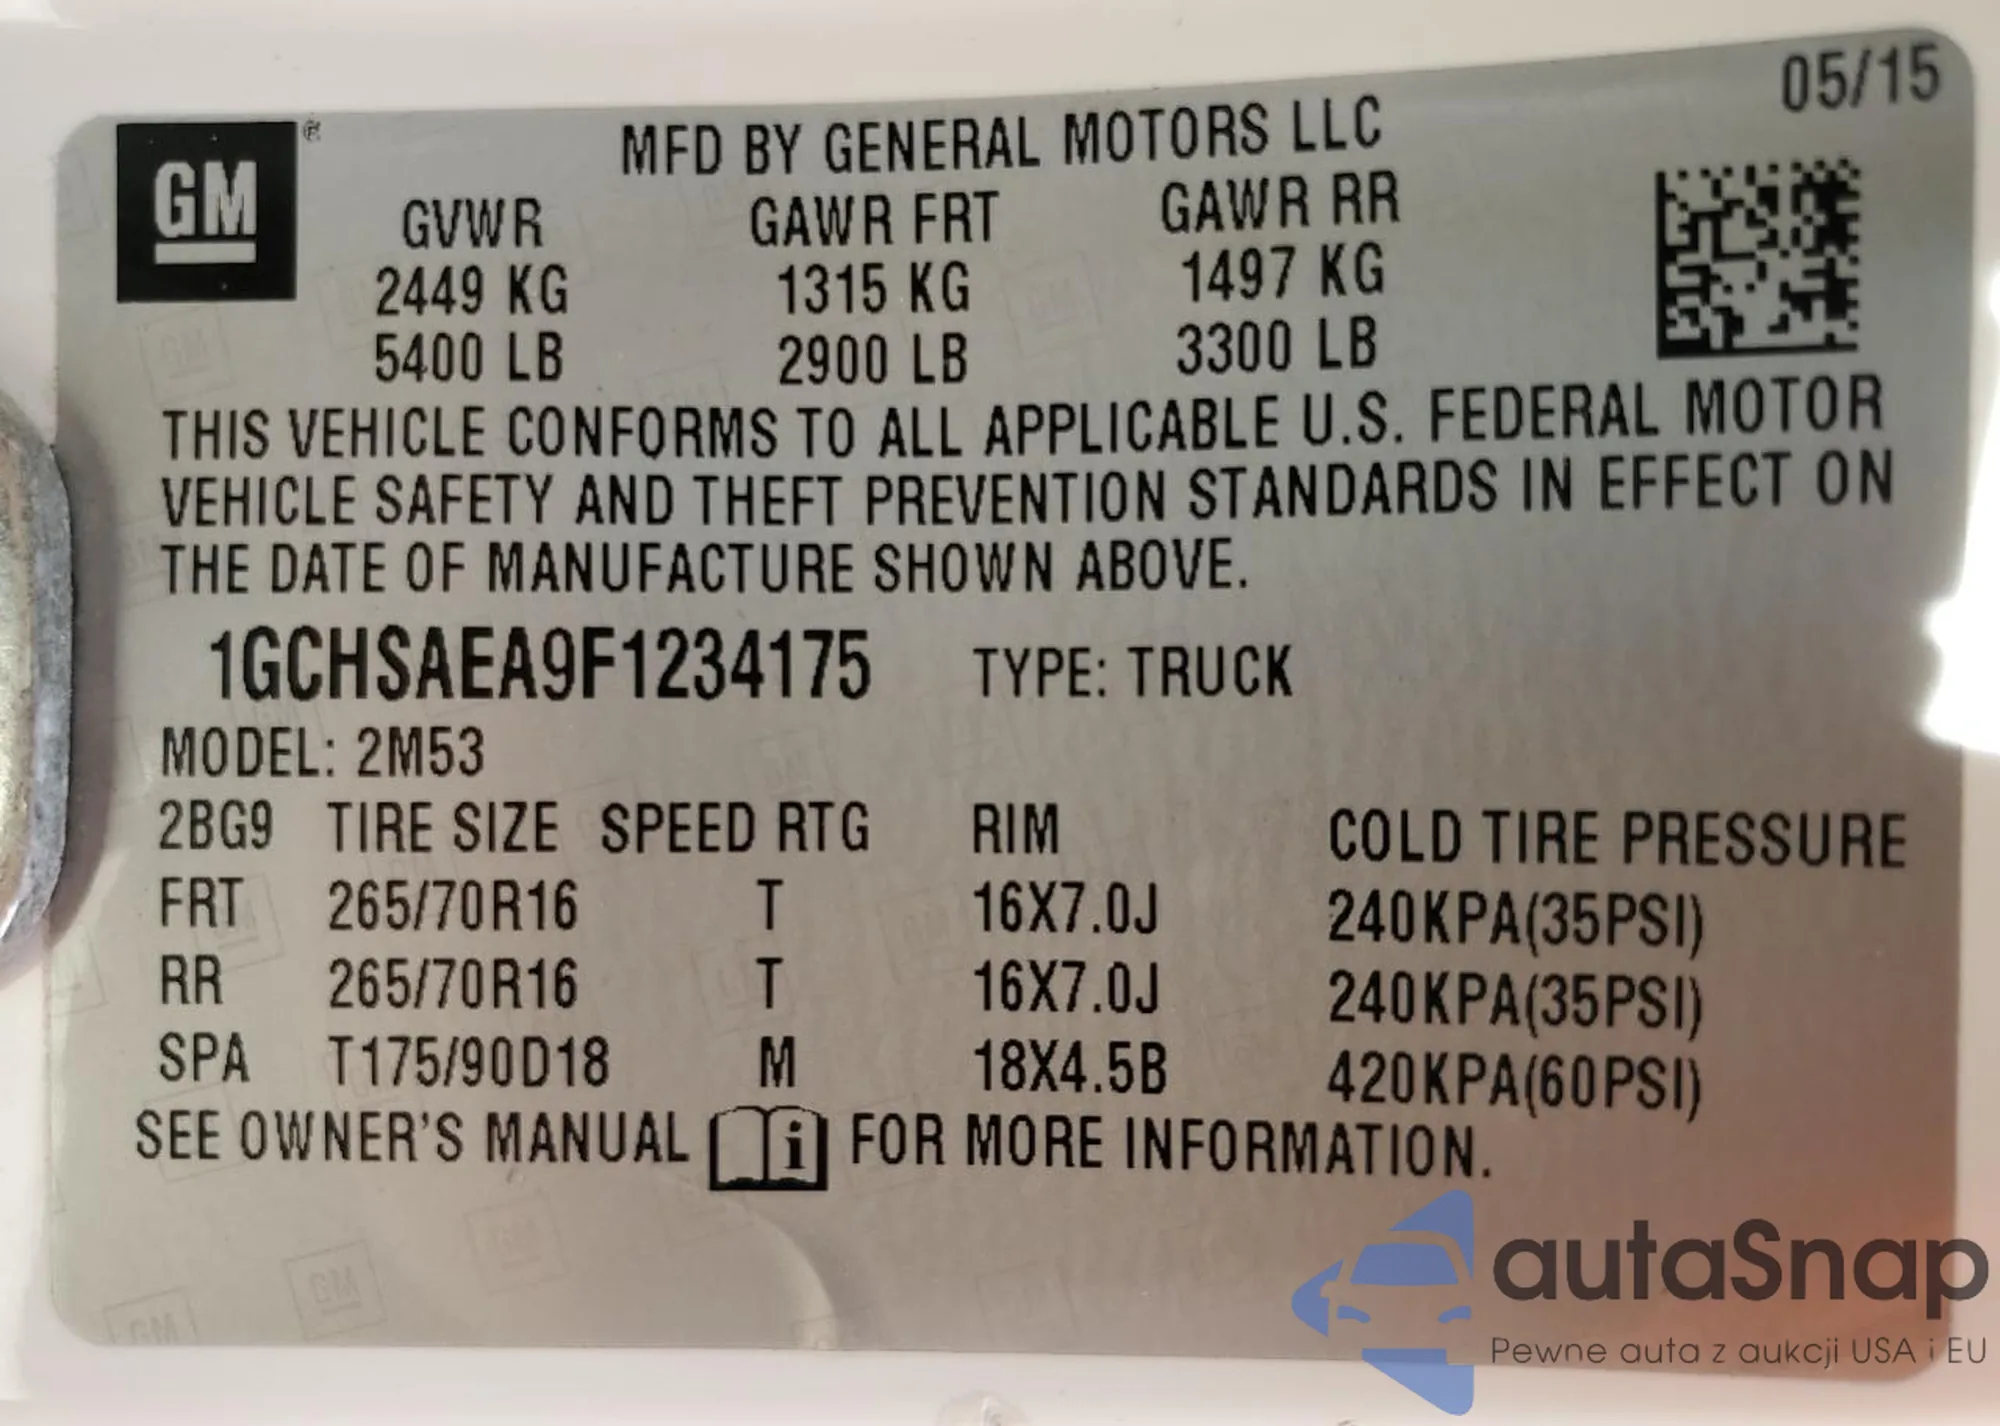 05/15
GM®
MFD BY GENERAL MOTORS LLC
GVWR GAWR FRT GAWR RR
2449 KG 1315 KG 1497 KG
5400 LB 2900 LB 3300 LB
THIS VEHICLE CONFORMS TO ALL APPLICABLE U.S. FEDERAL MOTOR
VEHICLE SAFETY AND THEFT PREVENTION STANDARDS IN EFFECT ON
THE DATE OF MANUFACTURE SHOWN ABOVE.
1GCHSAEA9F1234175 TYPE: TRUCK
MODEL: 2M53
2BG9 TIRE SIZE SPEED RTG RIM COLD TIRE PRESSURE
FRT 265/70R16 T 16X7.0J 240KPA(35PSI)
RR 265/70R16 T 16X7.0J 240KPA(35PSI)
SPA T175/90D18 M 18X4.5B 420KPA(60PSI)
SEE OWNER'S MANUAL i FOR MORE INFORMATION.
autaSnap
Pewne auta z aukcji USA i EU